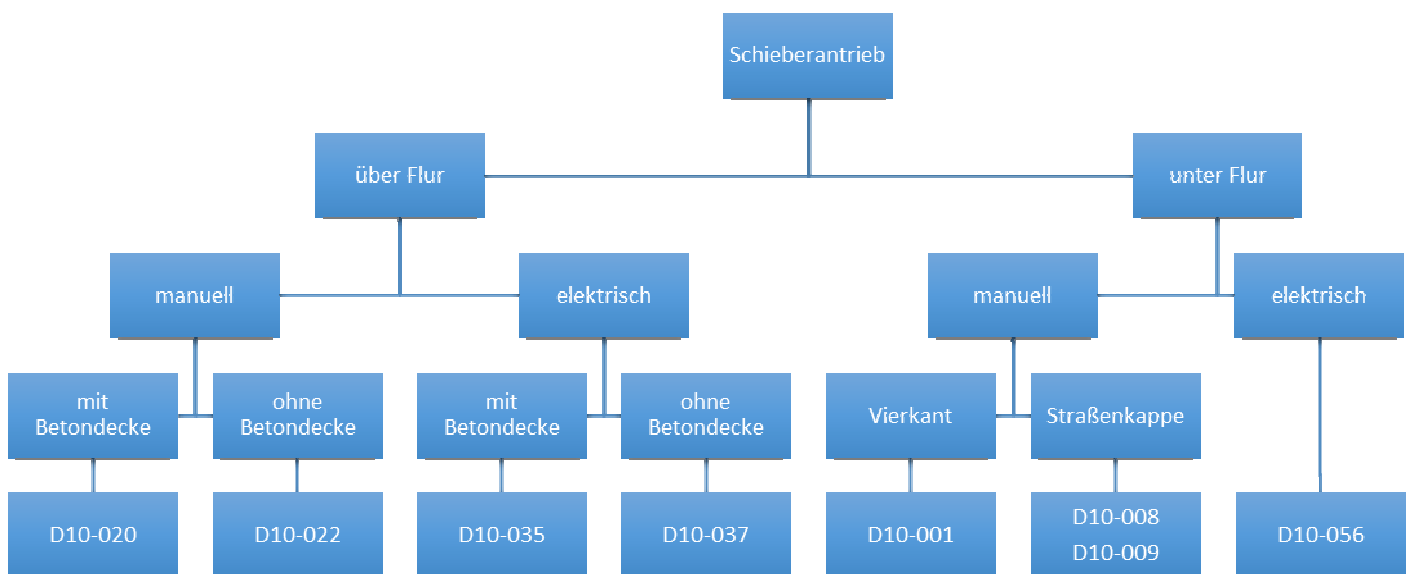 Schieberantrieb
über Flur
unter Flur
manuell
elektrisch
manuell
elektrisch
mit
Betondecke
ohne
Betondecke
mit
Betondecke
ohne
Betondecke
Vierkant
Straßenkappe
D10-020
D10-022
D10-035
D10-037
D10-001
D10-008
D10-009
D10-056